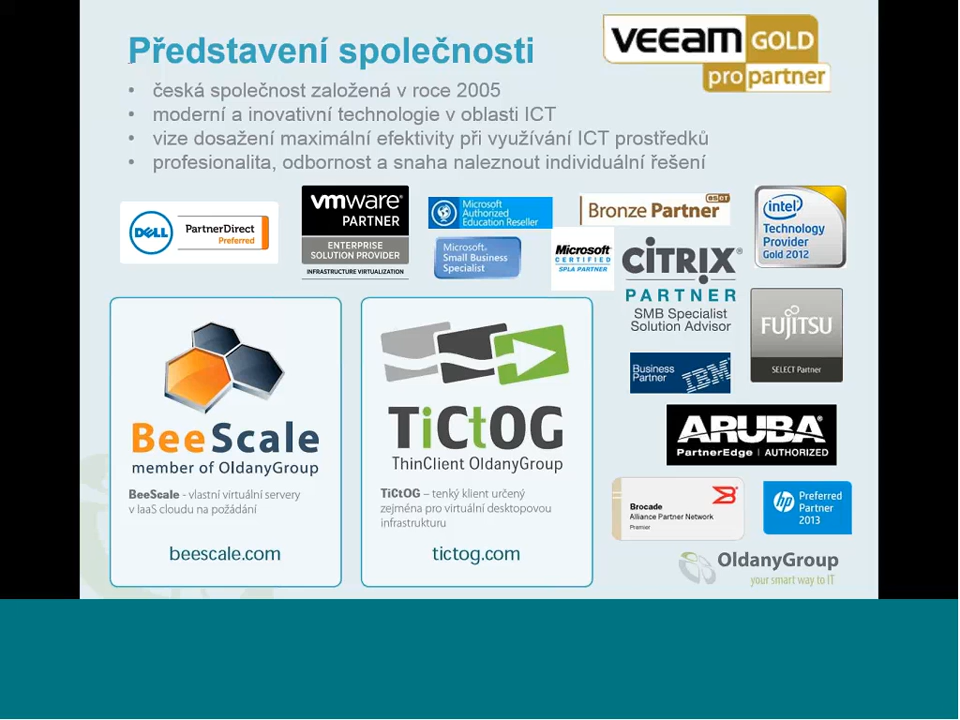 Představení společnosti
veeam GOLD
pro partner
• česká společnost založená v roce 2005
• moderní a inovativní technologie v oblasti ICT
• vize dosažení maximální efektivity při využívání ICT prostředků
• profesionalita, odbornost a snaha naleznout individuální řešení
DELL
PartnerDirect
Preferred
vmware
PARTNER
ENTERPRISE
SOLUTION PROVIDER
INFRASTRUCTURE VIRTUALIZATION
Microsoft
Authorized
Education Reseller
Microsoft
Small Business
Specialist
eset
Bronze Partner
Microsoft
CERTIFIED
SPLA PARTNER
CiTRIX
PARTNER
SMB Specialist
Solution Advisor
intel
Technology
Provider
Gold 2012
FUJITSU
SELECT Partner
Business
Partner
IBM
ARUBA
PartnerEdge | AUTHORIZED
Brocade
Alliance Partner Network
Premier
hp
Preferred
Partner
2013
BeeScale
member of OldanyGroup
BeeScale - vlastní virtuální servery
v IaaS cloudu na požádání
beescale.com
TiCtOG
ThinClient OldanyGroup
TiCtOG – tenký klient určený
zejména pro virtuální desktopovou
infrastrukturu
tictog.com
OldanyGroup
your smart way to IT